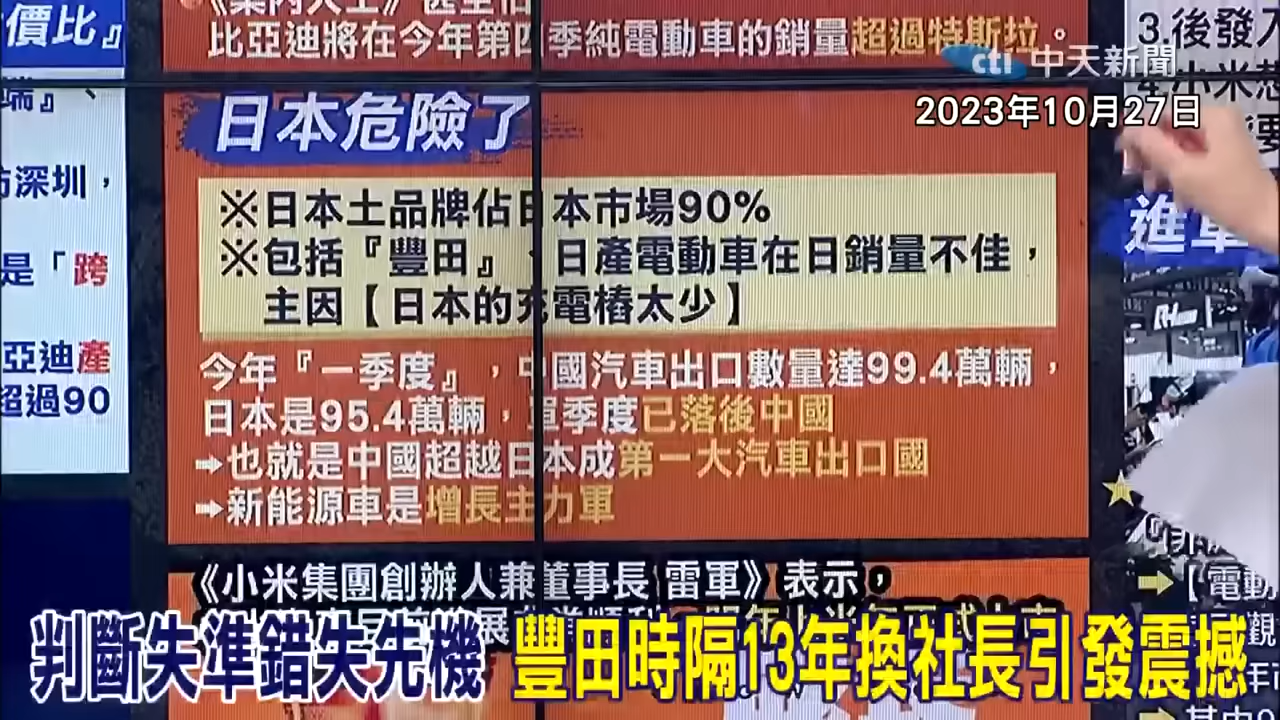 比亞迪將在今年第四季純電動車的銷量超過特斯拉。
cti 中天新聞
2023年10月27日
價比』
端』、
訪深圳，
是「跨
亞迪產
超過90
日本危險了
※日本土品牌佔日本市場90%
※包括『豐田』、日產電動車在日銷量不佳，
主因【日本的充電樁太少】
今年『一季度』，中國汽車出口數量達99.4萬輛，
日本是95.4萬輛，單季度已落後中國
➡也就是中國超越日本成第一大汽車出口國
➡新能源車是增長主力軍
《小米集團創辦人兼董事長 雷軍》表示，
3.後發
4.小米
要
進軍
➡【電動
觀
年
判斷失準錯失先機 豐田時隔13年換社長引發震撼